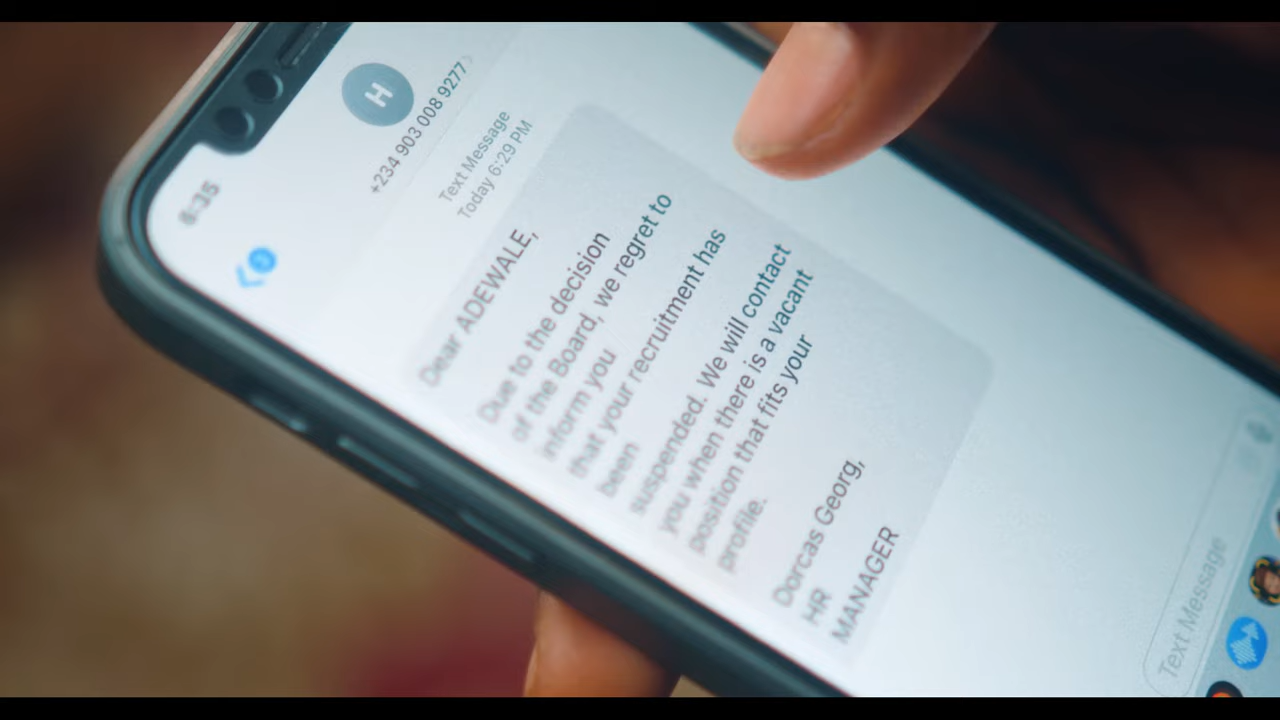 H
+234 903 008 9277
Text Message
Today 6:29 PM
Dear ADEWALE,
Due to the decision
of the Board, we regret to
inform you
that your recruitment has
been
suspended. We will contact
you when there is a vacant
position that fits your
profile.
Dorcas Georg,
HR
MANAGER
Text Message